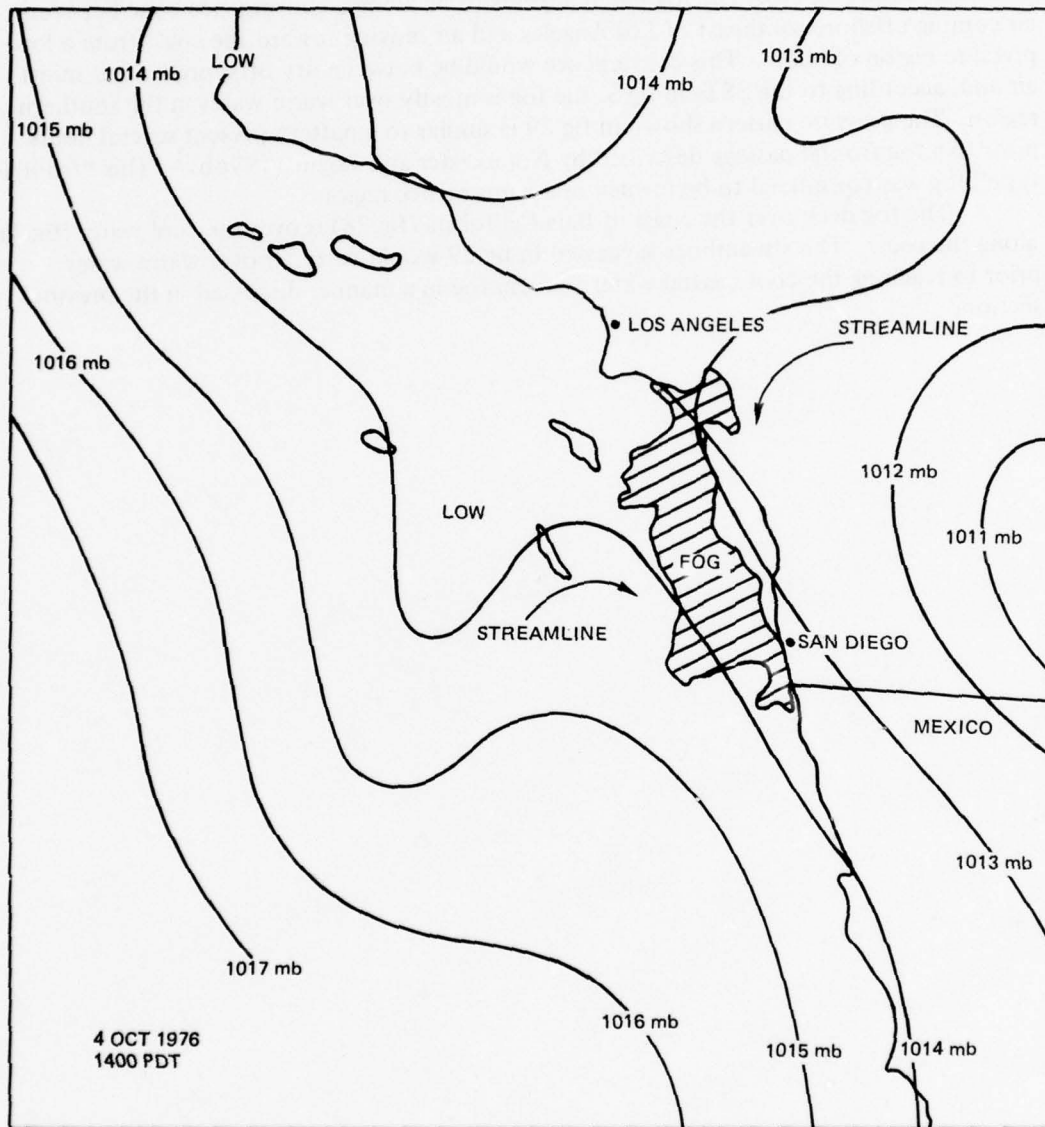 LOW
1014 mb
1014 mb
1013 mb
1015 mb
LOS ANGELES
STREAMLINE
1016 mb
1012 mb
LOW
1011 mb
FOG
STREAMLINE
SAN DIEGO
MEXICO
1013 mb
1017 mb
1016 mb
4 OCT 1976
1400 PDT
1015 mb
1014 mb